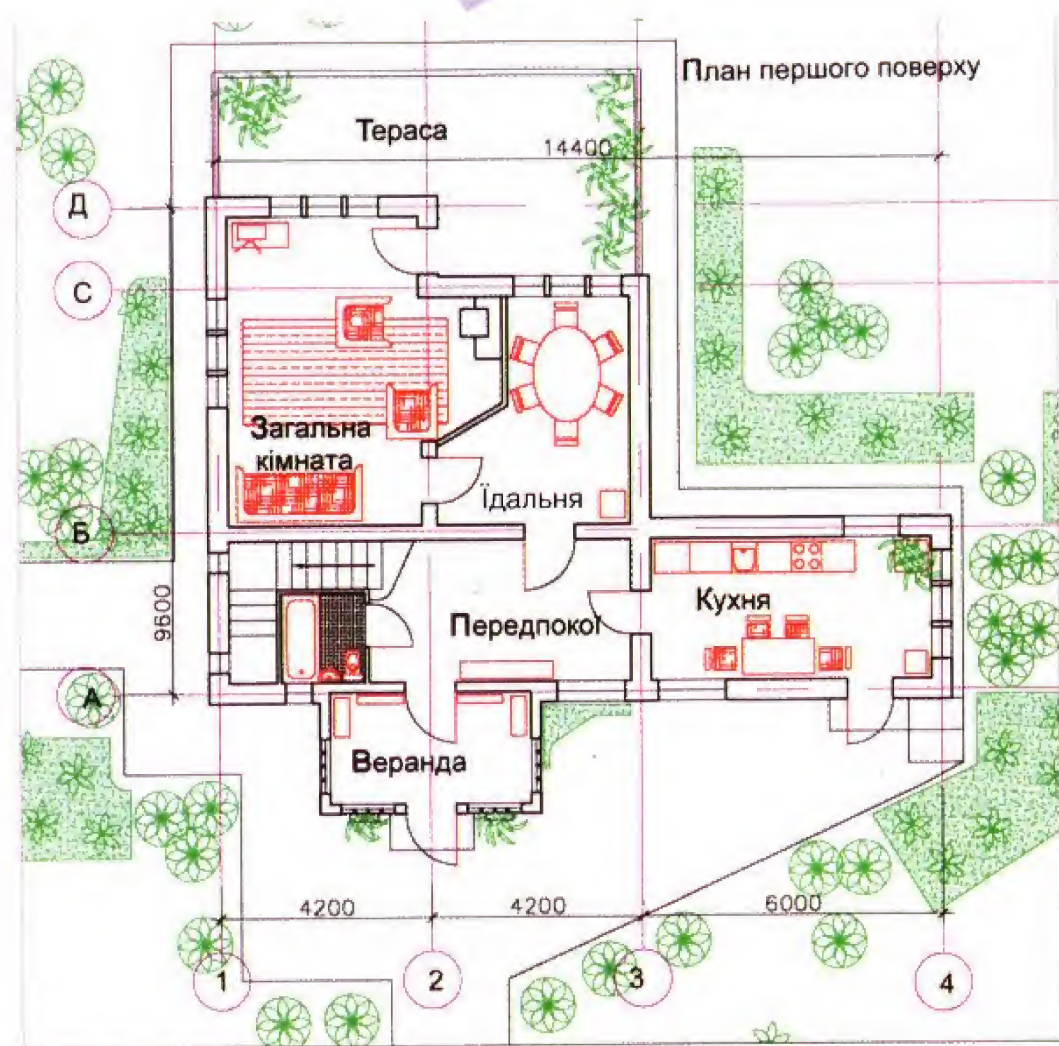 План першого поверху
Тераса
14400
Д
С
Загальна
кімната
Їдальня
Б
9600
Кухня
Передпокої
А
Веранда
4200
4200
6000
1
2
3
4